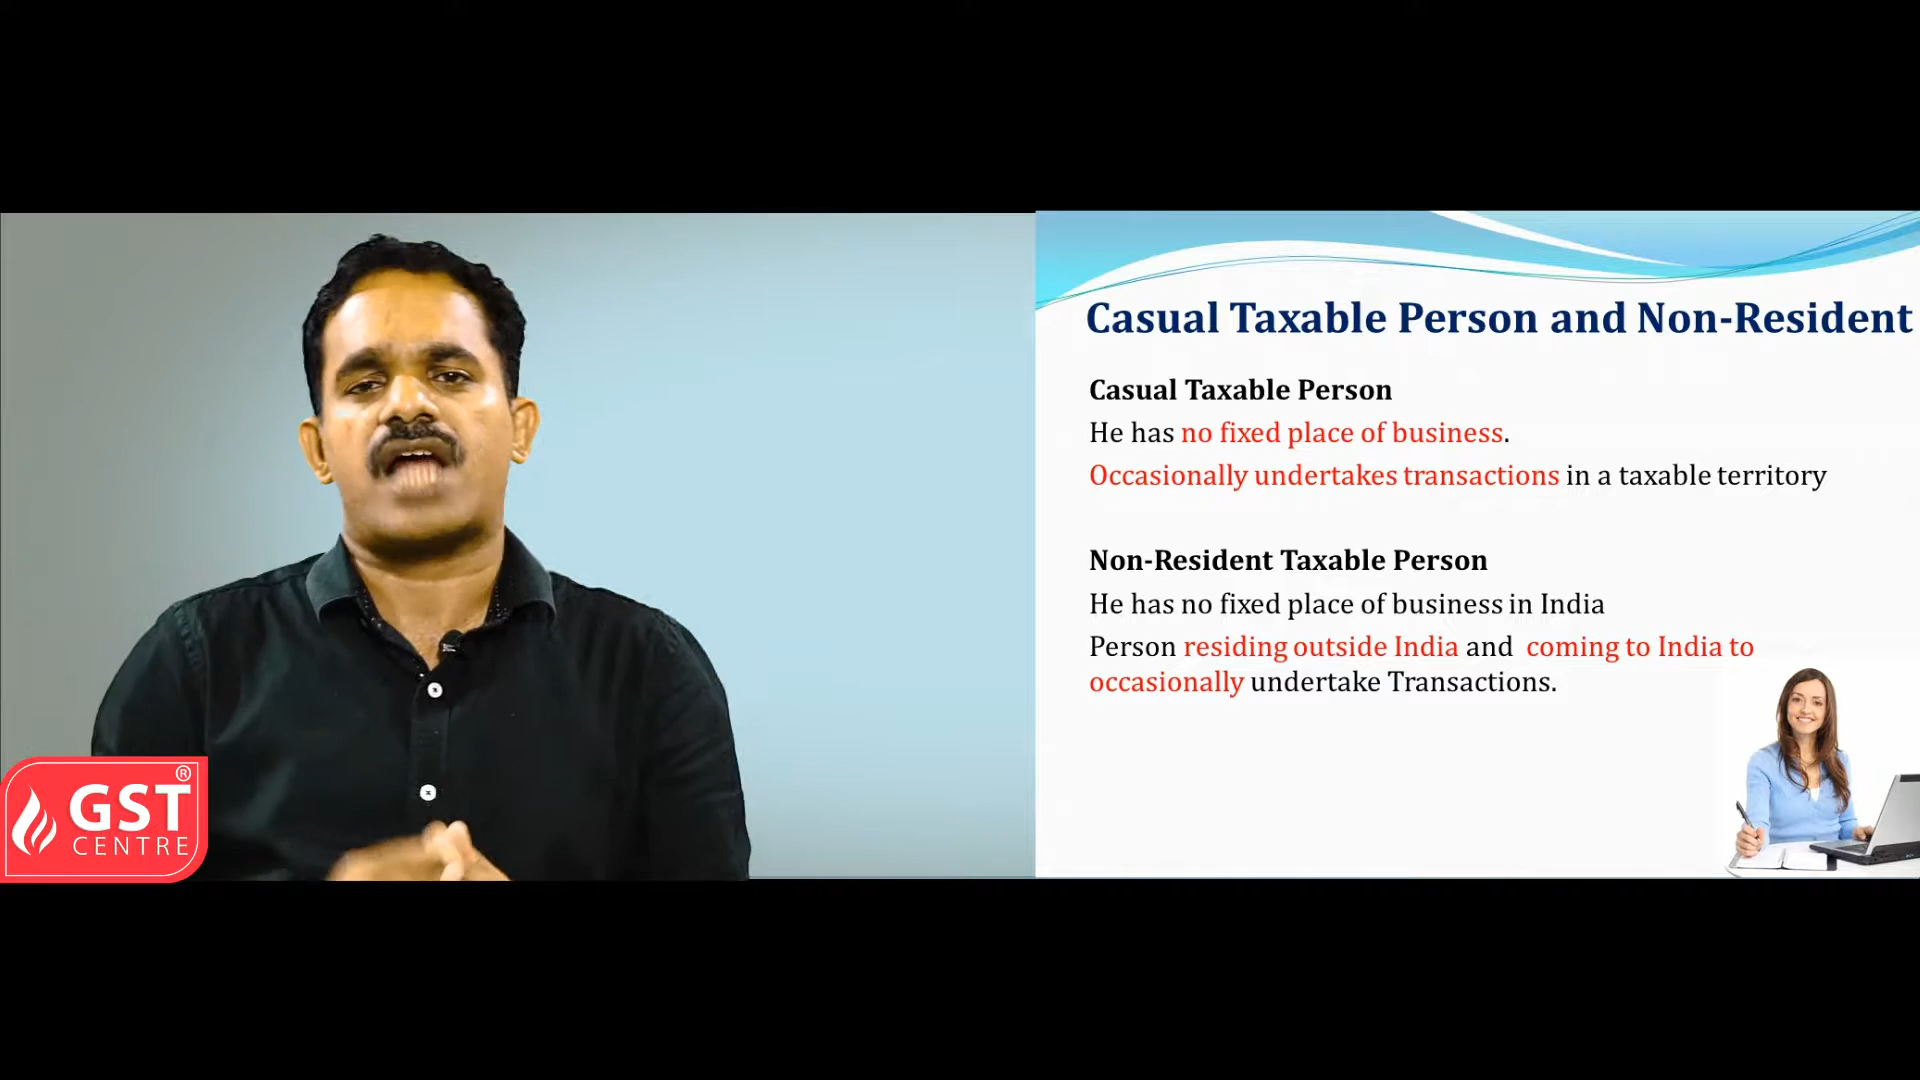 Casual Taxable Person and Non-Resident
Casual Taxable Person
He has no fixed place of business.
Occasionally undertakes transactions in a taxable territory
Non-Resident Taxable Person
He has no fixed place of business in India
Person residing outside India and coming to India to
occasionally undertake Transactions.
GST®
CENTRE